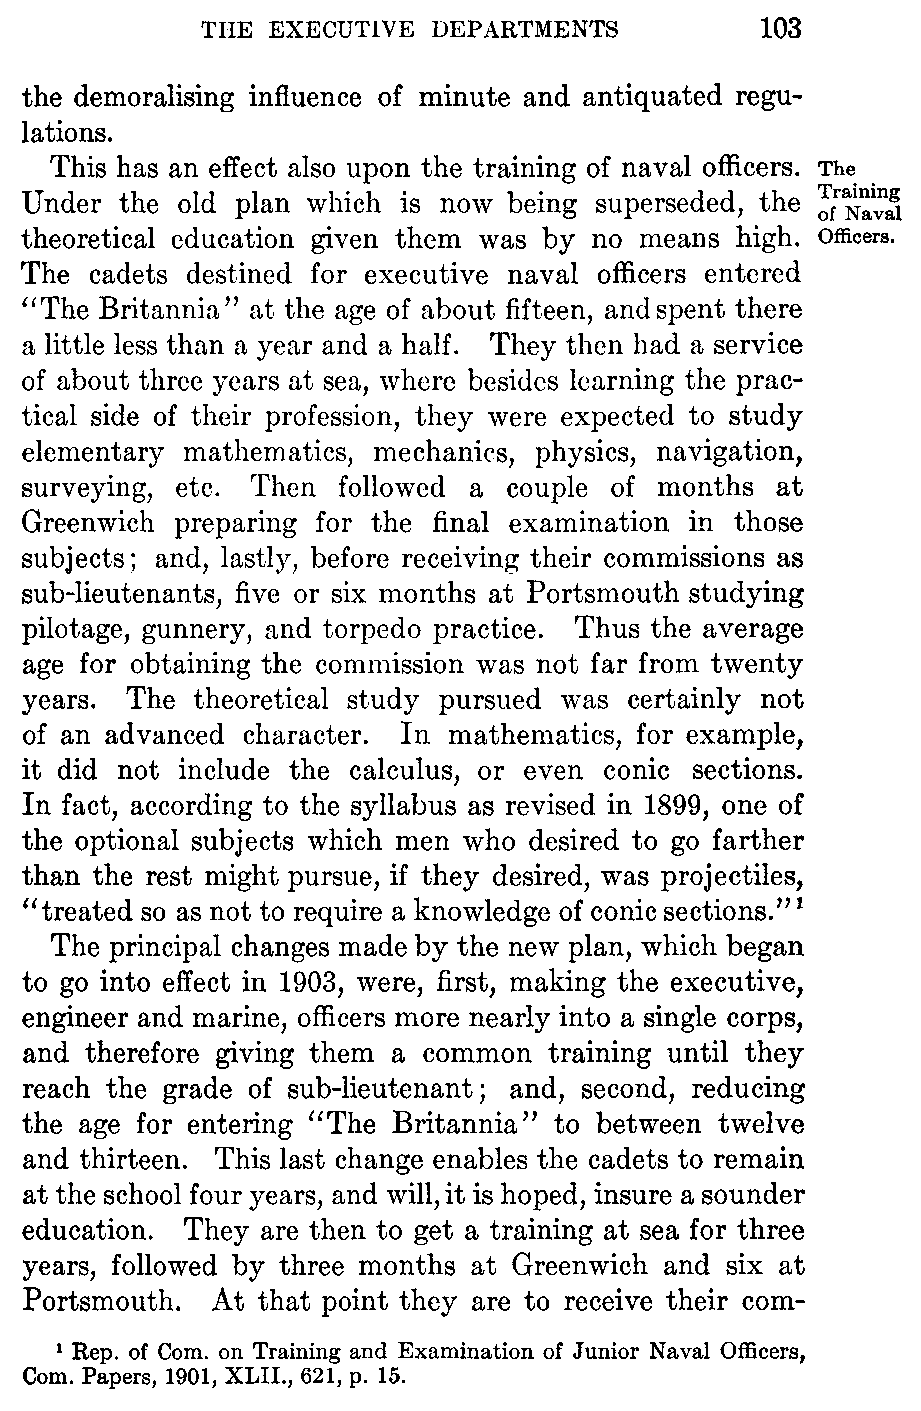 THE EXECUTIVE DEPARTMENTS 103
the demoralising influence of minute and antiquated regu-
lations.
This has an effect also upon the training of naval officers.
Under the old plan which is now being superseded, the
theoretical education given them was by no means high.
The cadets destined for executive naval officers entered
"The Britannia" at the age of about fifteen, and spent there
a little less than a year and a half. They then had a service
of about three years at sea, where besides learning the prac-
tical side of their profession, they were expected to study
elementary mathematics, mechanics, physics, navigation,
surveying, etc. Then followed a couple of months at
Greenwich preparing for the final examination in those
subjects; and, lastly, before receiving their commissions as
sub-lieutenants, five or six months at Portsmouth studying
pilotage, gunnery, and torpedo practice. Thus the average
age for obtaining the commission was not far from twenty
years. The theoretical study pursued was certainly not
of an advanced character. In mathematics, for example,
it did not include the calculus, or even conic sections.
In fact, according to the syllabus as revised in 1899, one of
the optional subjects which men who desired to go farther
than the rest might pursue, if they desired, was projectiles,
"treated so as not to require a knowledge of conic sections."¹
The principal changes made by the new plan, which began
to go into effect in 1903, were, first, making the executive,
engineer and marine, officers more nearly into a single corps,
and therefore giving them a common training until they
reach the grade of sub-lieutenant; and, second, reducing
the age for entering "The Britannia" to between twelve
and thirteen. This last change enables the cadets to remain
at the school four years, and will, it is hoped, insure a sounder
education. They are then to get a training at sea for three
years, followed by three months at Greenwich and six at
Portsmouth. At that point they are to receive their com-
The
Training
of Naval
Officers.
¹ Rep. of Com. on Training and Examination of Junior Naval Officers,
Com. Papers, 1901, XLII., 621, p. 15.